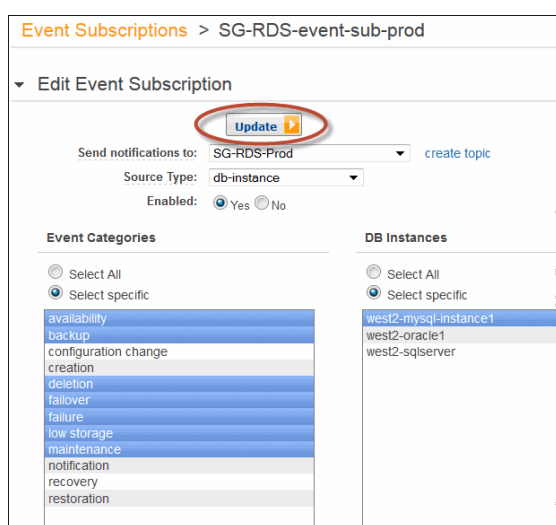 Event Subscriptions > SG-RDS-event-sub-prod
Edit Event Subscription
Update
Send notifications to: SG-RDS-Prod create topic
Source Type: db-instance
Enabled: Yes No
Event Categories
Select All
Select specific
availability
backup
configuration change
creation
deletion
failover
failure
low storage
maintenance
notification
recovery
restoration
DB Instances
Select All
Select specific
west2-mysql-instance1
west2-oracle1
west2-sqlserver